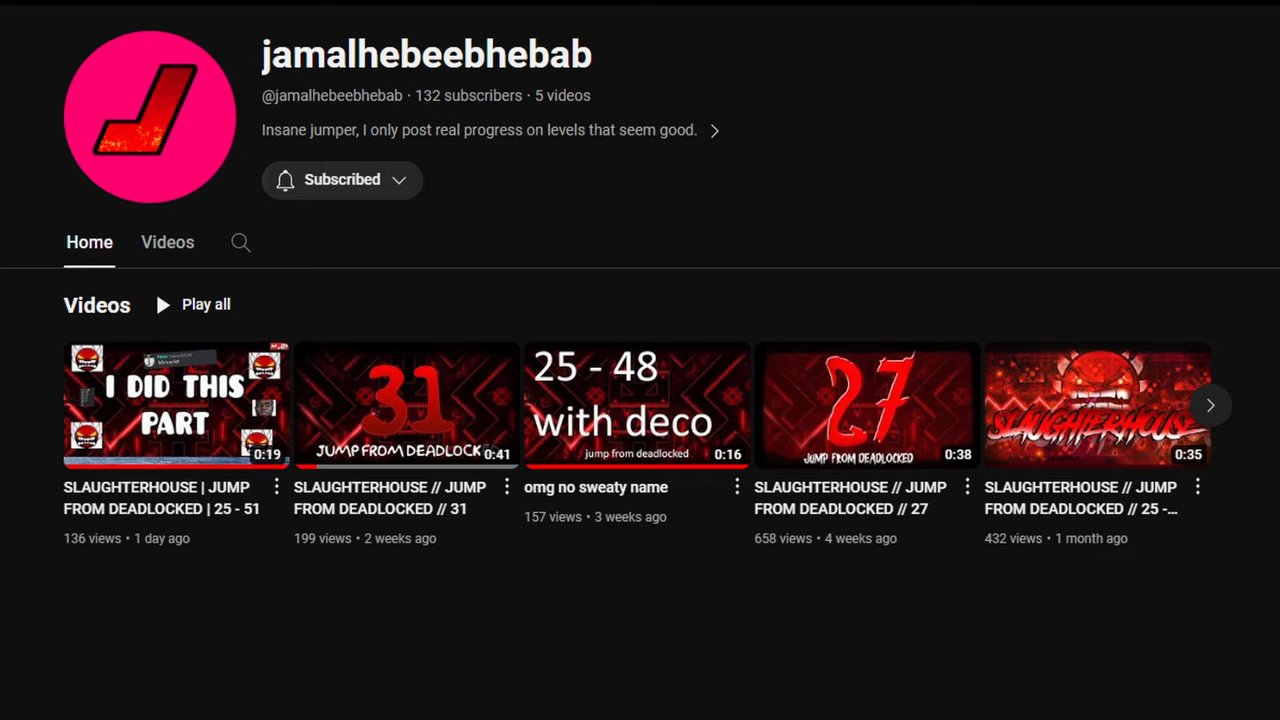 jamalhebeebhebab
@jamalhebeebhebab · 132 subscribers · 5 videos
Insane jumper, I only post real progress on levels that seem good.
Subscribed
Home Videos
Videos Play all
I DID THIS
PART
0:19
31
JUMP FROM DEADLOCK
0:41
25 - 48
with deco
jump from deadlocked
0:16
27
JUMP FROM DEADLOCKED
0:38
SLAUGHTERHOUSE
0:35
SLAUGHTERHOUSE | JUMP
FROM DEADLOCKED | 25 - 51
136 views • 1 day ago
SLAUGHTERHOUSE // JUMP
FROM DEADLOCKED // 31
199 views • 2 weeks ago
omg no sweaty name
157 views • 3 weeks ago
SLAUGHTERHOUSE // JUMP
FROM DEADLOCKED // 27
658 views • 4 weeks ago
SLAUGHTERHOUSE // JUMP
FROM DEADLOCKED // 25 -...
432 views • 1 month ago